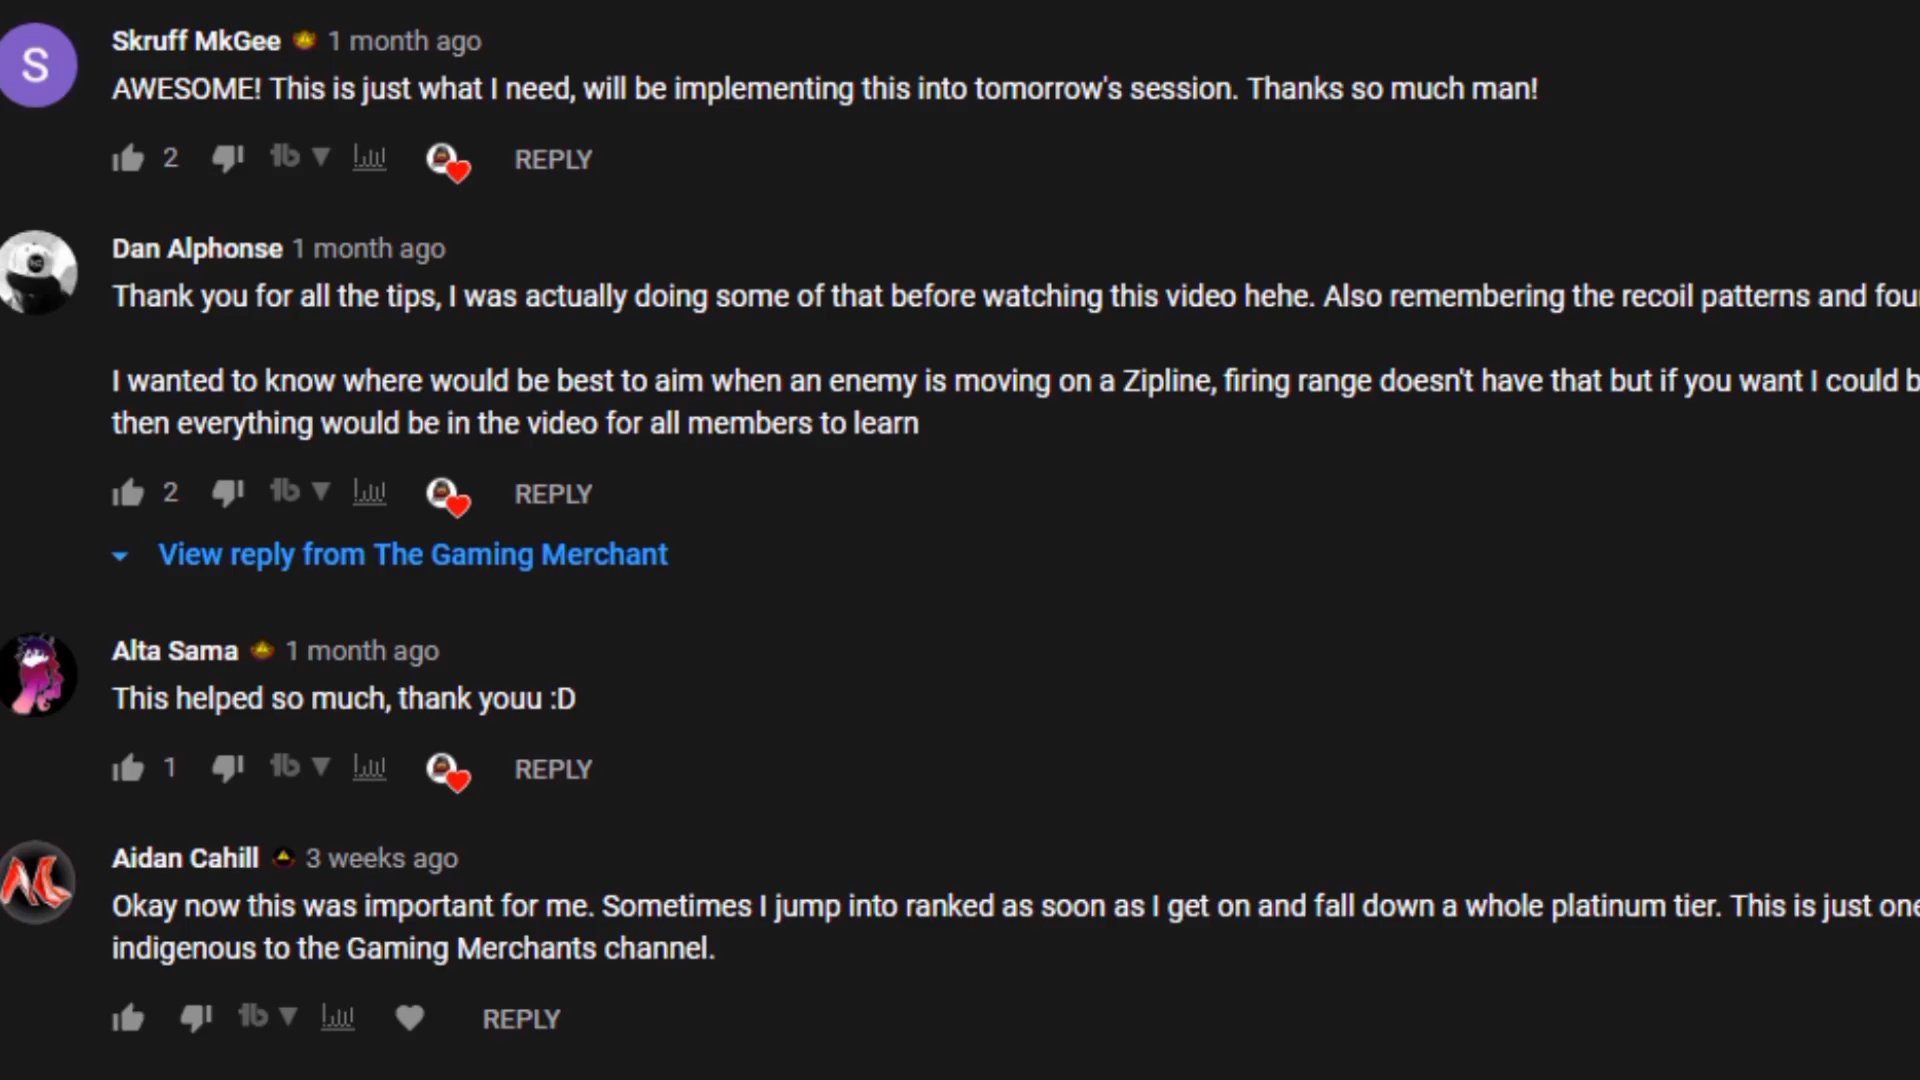 S
Skruff MkGee 1 month ago
AWESOME! This is just what I need, will be implementing this into tomorrow's session. Thanks so much man!
2 REPLY
Dan Alphonse 1 month ago
Thank you for all the tips, I was actually doing some of that before watching this video hehe. Also remembering the recoil patterns and
I wanted to know where would be best to aim when an enemy is moving on a Zipline, firing range doesn't have that but if you want I could
then everything would be in the video for all members to learn
2 REPLY
View reply from The Gaming Merchant
Alta Sama 1 month ago
This helped so much, thank youu :D
1 REPLY
Aidan Cahill 3 weeks ago
Okay now this was important for me. Sometimes I jump into ranked as soon as I get on and fall down a whole platinum tier. This is just one
indigenous to the Gaming Merchants channel.
REPLY